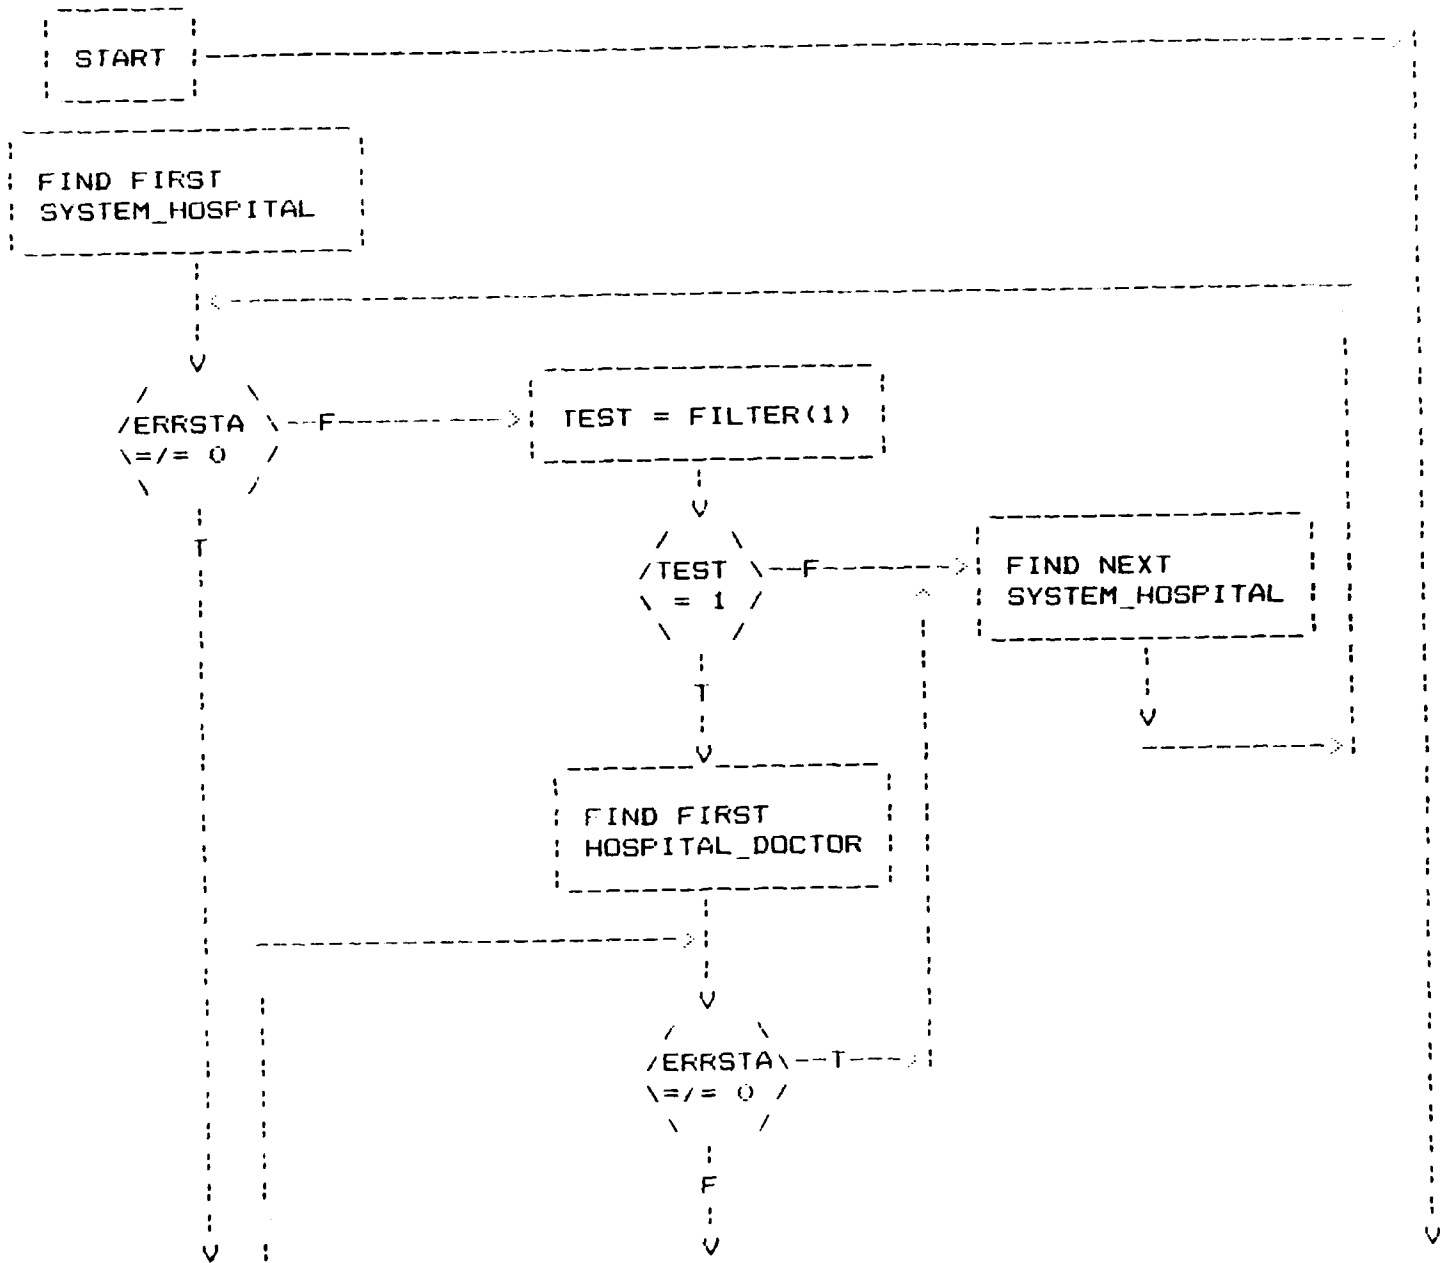 START
FIND FIRST
SYSTEM_HOSPITAL
ERRSTA
=/= 0
F
TEST = FILTER(1)
T
TEST
= 1
F
FIND NEXT
SYSTEM_HOSPITAL
T
FIND FIRST
HOSPITAL_DOCTOR
ERRSTA
=/= 0
T
F